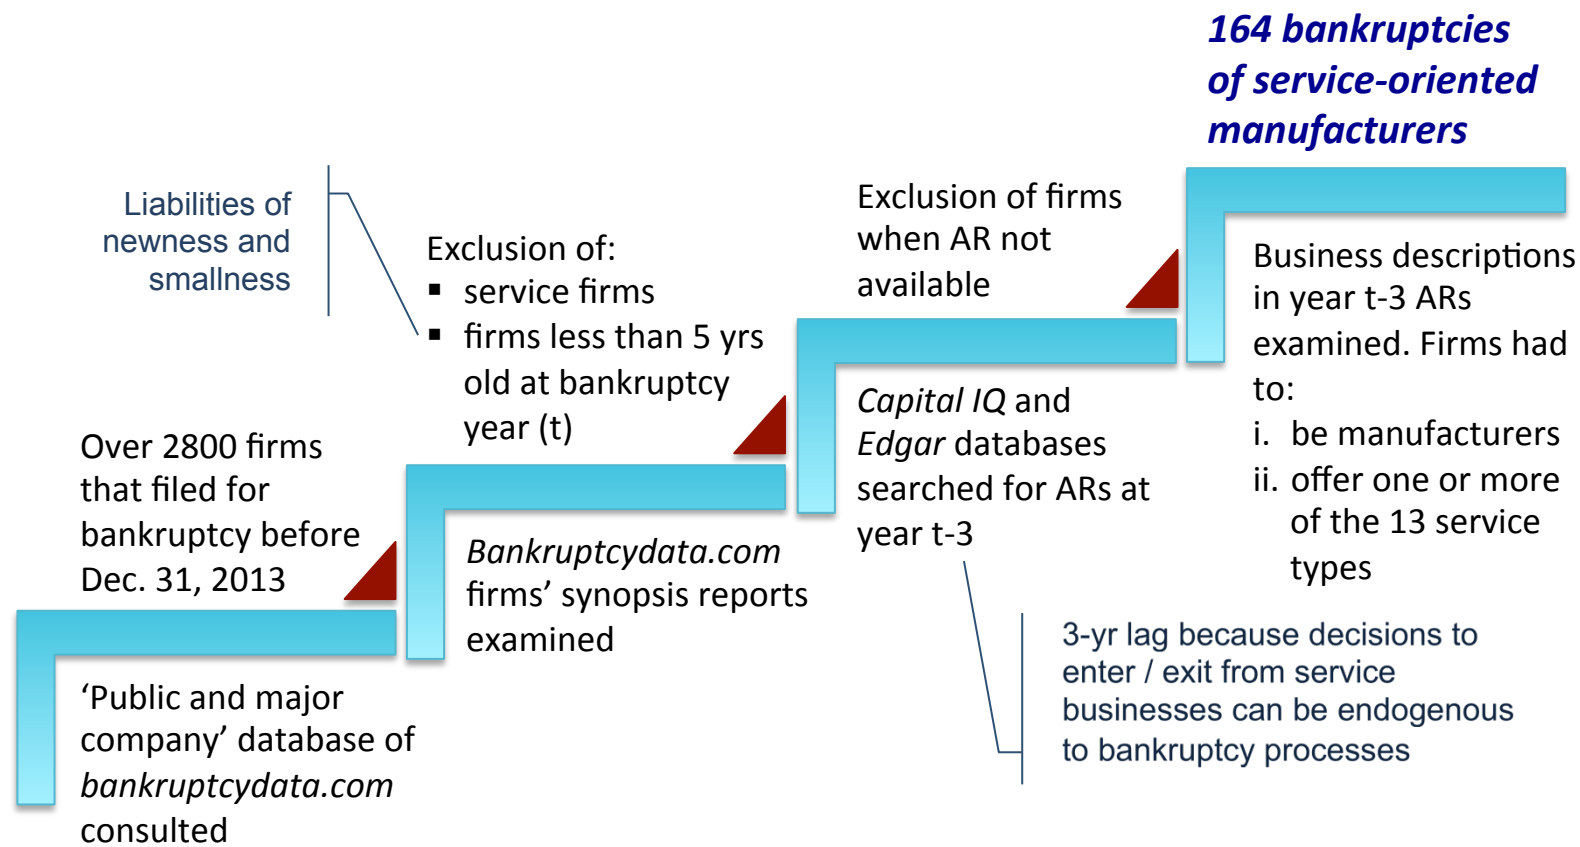 164 bankruptcies
of service-oriented
manufacturers
Liabilities of
newness and
smallness
Exclusion of:
▪ service firms
▪ firms less than 5 yrs
old at bankruptcy
year (t)
Exclusion of firms
when AR not
available
Over 2800 firms
that filed for
bankruptcy before
Dec. 31, 2013
‘Public and major
company’ database of
bankruptcydata.com
consulted
Bankruptcydata.com
firms’ synopsis reports
examined
Capital IQ and
Edgar databases
searched for ARs at
year t-3
Business descriptions
in year t-3 ARs
examined. Firms had
to:
i. be manufacturers
ii. offer one or more
of the 13 service
types
3-yr lag because decisions to
enter / exit from service
businesses can be endogenous
to bankruptcy processes